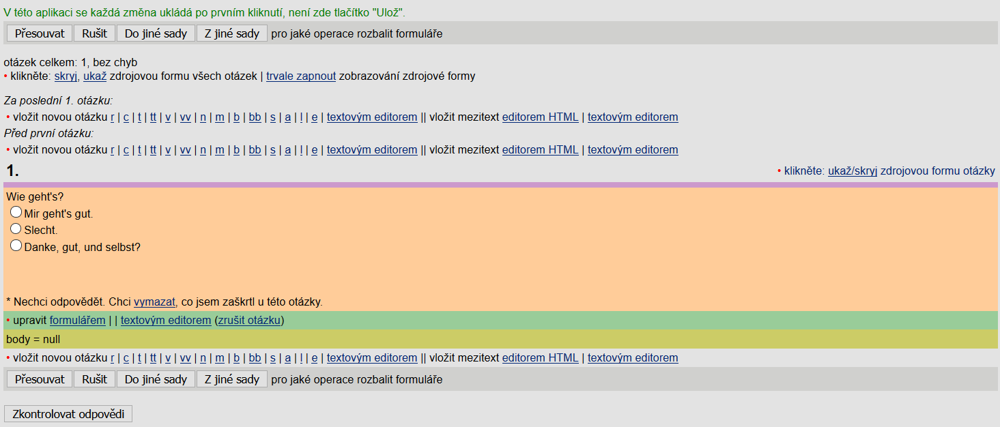 V této aplikaci se každá změna ukládá po prvním kliknutí, není zde tlačítko "Ulož".
Přesouvat Rušit Do jiné sady Z jiné sady pro jaké operace rozbalit formuláře
otázek celkem: 1, bez chyb
• klikněte: skryj, ukaž zdrojovou formu všech otázek | trvale zapnout zobrazování zdrojové formy
Za poslední 1. otázku:
• vložit novou otázku r | c | t | tt | v | vv | n | m | b | bb | s | a | l | e | textovým editorem || vložit mezitext editorem HTML | textovým editorem
Před první otázku:
• vložit novou otázku r | c | t | tt | v | vv | n | m | b | bb | s | a | l | e | textovým editorem || vložit mezitext editorem HTML | textovým editorem
1. • klikněte: ukaž/skryj zdrojovou formu otázky
Wie geht's?
Mir geht's gut.
Slecht.
Danke, gut, und selbst?
* Nechci odpovědět. Chci vymazat, co jsem zaškrtl u této otázky.
• upravit formulářem | | textovým editorem (zrušit otázku)
body = null
• vložit novou otázku r | c | t | tt | v | vv | n | m | b | bb | s | a | l | e | textovým editorem || vložit mezitext editorem HTML | textovým editorem
Přesouvat Rušit Do jiné sady Z jiné sady pro jaké operace rozbalit formuláře
Zkontrolovat odpovědi